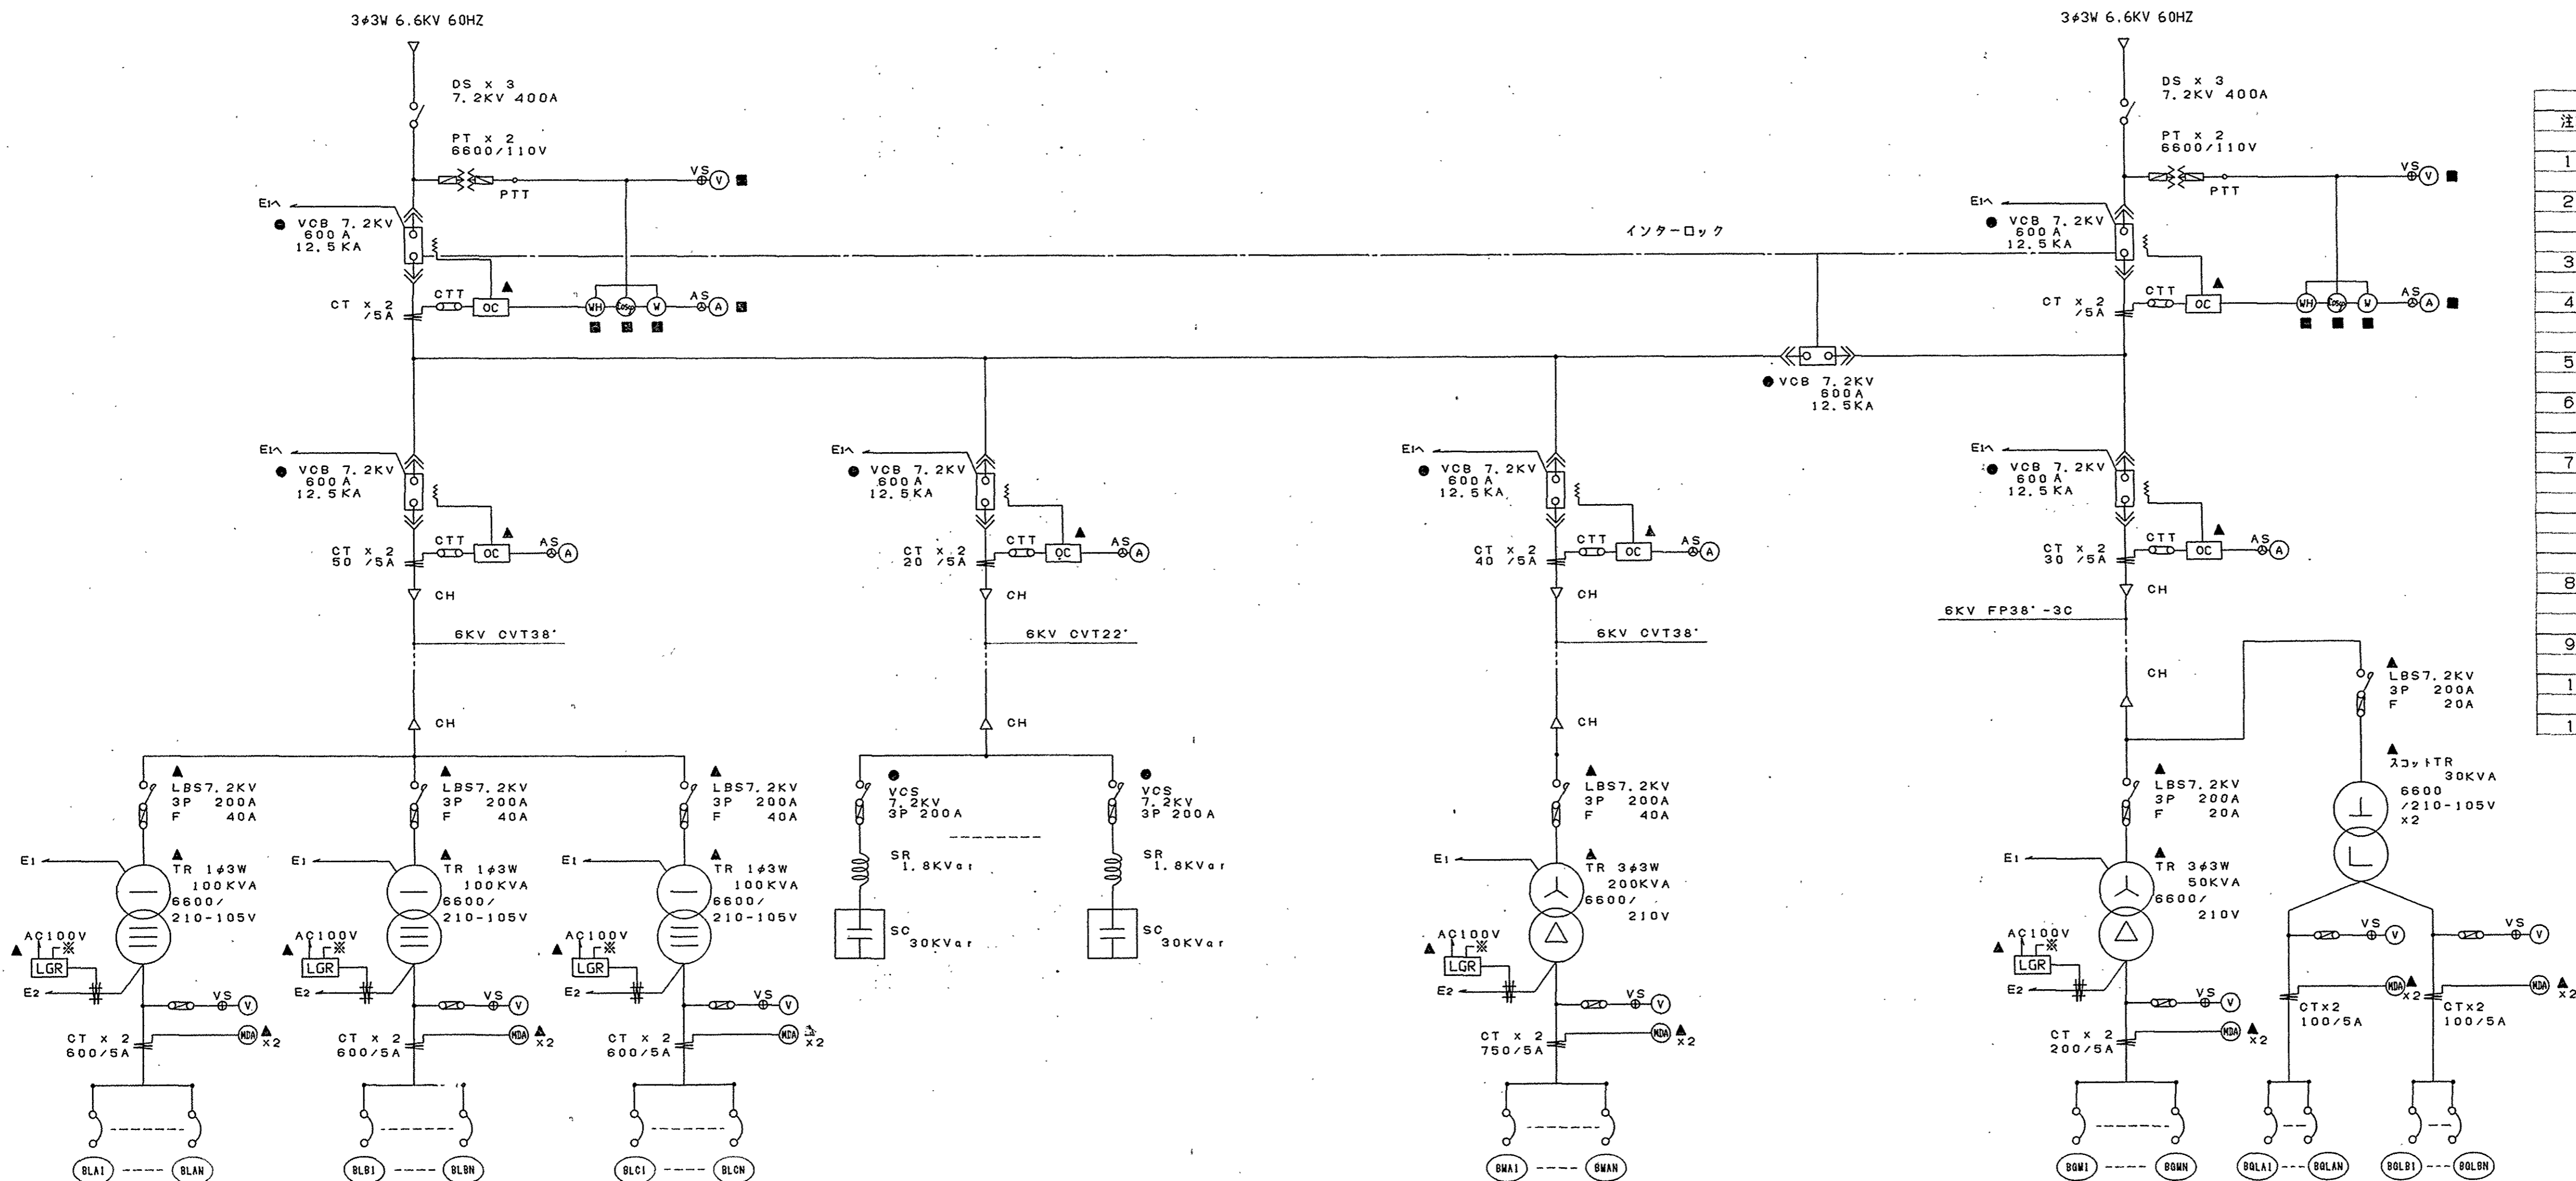 3φ3W 6.6KV 60HZ
DS x 3
7.2KV 400A
PT x 2
6600/110V
PTT
VS
V
E1へ
VCB 7.2KV
600A
12.5KA
CT x 2
/5A
CTT
OC
WH
W
AS
A
インターロック
3φ3W 6.6KV 60HZ
DS x 3
7.2KV 400A
PT x 2
6600/110V
PTT
VS
V
E1へ
VCB 7.2KV
600A
12.5KA
CT x 2
/5A
CTT
OC
WH
W
AS
A
VCB 7.2KV
600A
12.5KA
E1へ
VCB 7.2KV
600A
12.5KA
CT x 2
50 /5A
CTT
OC
AS
A
CH
6KV CVT38°
CH
E1へ
VCB 7.2KV
600A
12.5KA
CT x 2
20 /5A
CTT
OC
AS
A
CH
6KV CVT22°
CH
E1へ
VCB 7.2KV
600A
12.5KA
CT x 2
40 /5A
CTT
OC
AS
A
CH
6KV CVT38°
CH
E1へ
VCB 7.2KV
600A
12.5KA
CT x 2
30 /5A
CTT
OC
AS
A
CH
6KV FP38°-3C
CH
LBS7.2KV
3P 200A
F 40A
E1
TR 1φ3W
100KVA
6600/
210-105V
AC100V
※
LGR
E2
VS
V
CT x 2
600/5A
MDA
x2
BLA1 ---- BLAN
LBS7.2KV
3P 200A
F 40A
E1
TR 1φ3W
100KVA
6600/
210-105V
AC100V
※
LGR
E2
VS
V
CT x 2
600/5A
MDA
x2
BLB1 ---- BLBN
LBS7.2KV
3P 200A
F 40A
E1
TR 1φ3W
100KVA
6600/
210-105V
AC100V
※
LGR
E2
VS
V
CT x 2
600/5A
MDA
x2
BLC1 ---- BLCN
VCS
7.2KV
3P 200A
SR
1.8KVar
SC
30KVar
VCS
7.2KV
3P 200A
SR
1.8KVar
SC
30KVar
LBS7.2KV
3P 200A
F 40A
E1
TR 3φ3W
200KVA
6600/
210V
AC100V
※
LGR
E2
VS
V
CT x 2
750/5A
MDA
x2
BMA1 ---- BMAN
LBS7.2KV
3P 200A
F 20A
E1
TR 3φ3W
50KVA
6600/
210V
AC100V
※
LGR
E2
VS
V
CT x 2
200/5A
MDA
x2
BGM1 ---- BGMN
LBS7.2KV
3P 200A
F 20A
スコットTR
30KVA
6600
/210-105V
x2
VS
V
MDA
x2
CTx2
100/5A
BGLA1 --- BGLAN
VS
V
MDA
x2
CTx2
100/5A
BGLB1 --- BGLBN
注
1
2
3
4
5
6
7
8
9
1
1